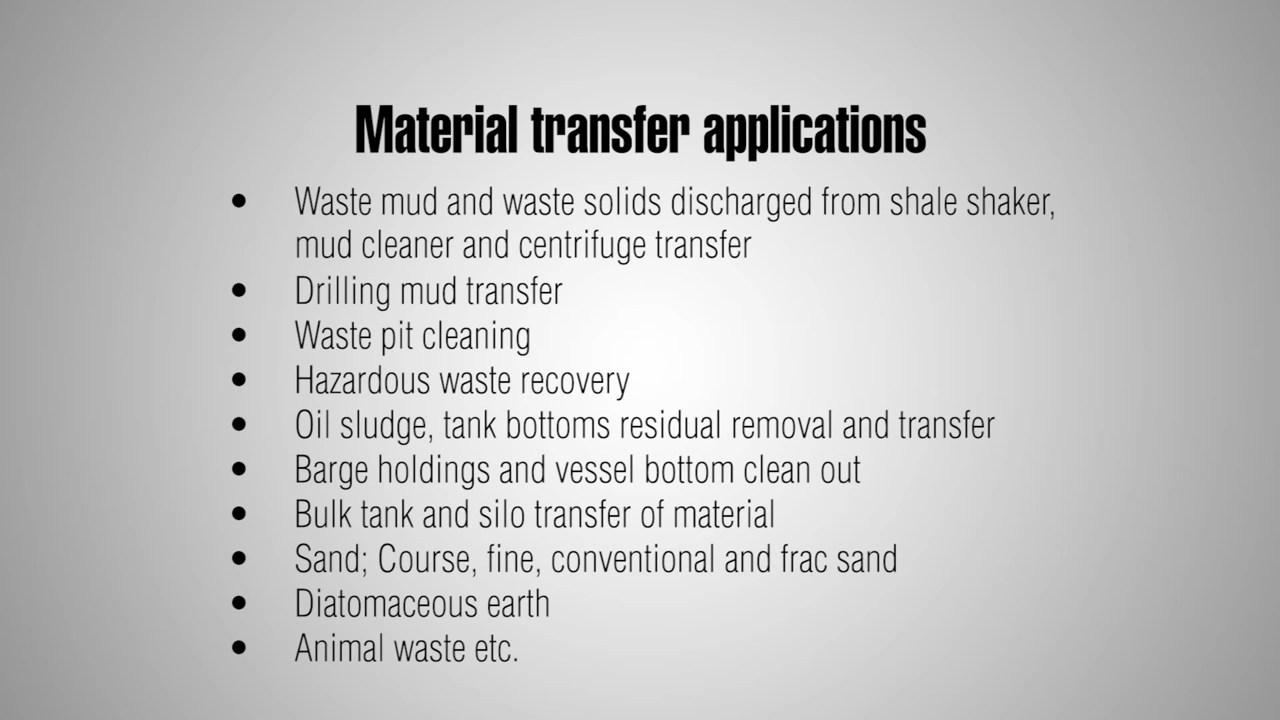 Material transfer applications
• Waste mud and waste solids discharged from shale shaker,
mud cleaner and centrifuge transfer
• Drilling mud transfer
• Waste pit cleaning
• Hazardous waste recovery
• Oil sludge, tank bottoms residual removal and transfer
• Barge holdings and vessel bottom clean out
• Bulk tank and silo transfer of material
• Sand; Course, fine, conventional and frac sand
• Diatomaceous earth
• Animal waste etc.